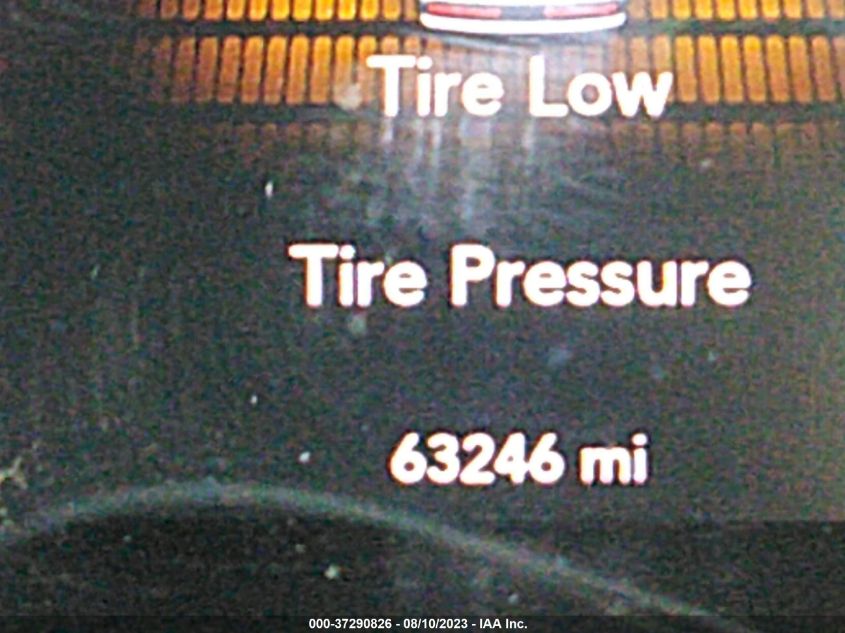 Tire Low
Tire Pressure
63246 mi
000-37290826 - 08/10/2023 - IAA Inc.